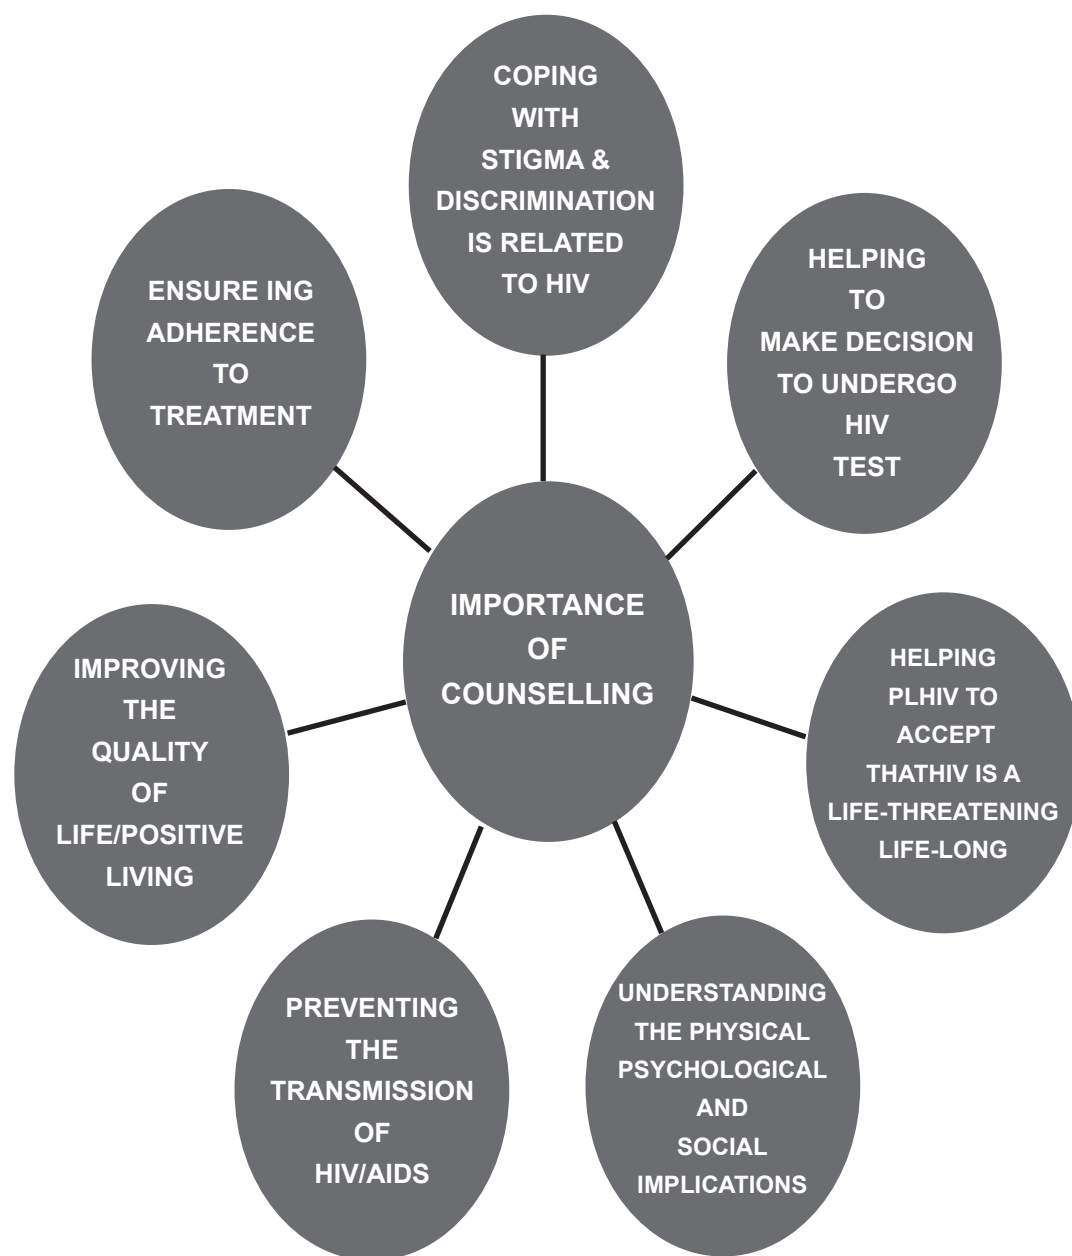 COPING
WITH
STIGMA &
DISCRIMINATION
IS RELATED
TO HIV
HELPING
TO
MAKE DECISION
TO UNDERGO
HIV
TEST
ENSURE ING
ADHERENCE
TO
TREATMENT
IMPORTANCE
OF
COUNSELLING
HELPING
PLHIV TO
ACCEPT
THATHIV IS A
LIFE-THREATENING
LIFE-LONG
IMPROVING
THE
QUALITY
OF
LIFE/POSITIVE
LIVING
UNDERSTANDING
THE PHYSICAL
PSYCHOLOGICAL
AND
SOCIAL
IMPLICATIONS
PREVENTING
THE
TRANSMISSION
OF
HIV/AIDS